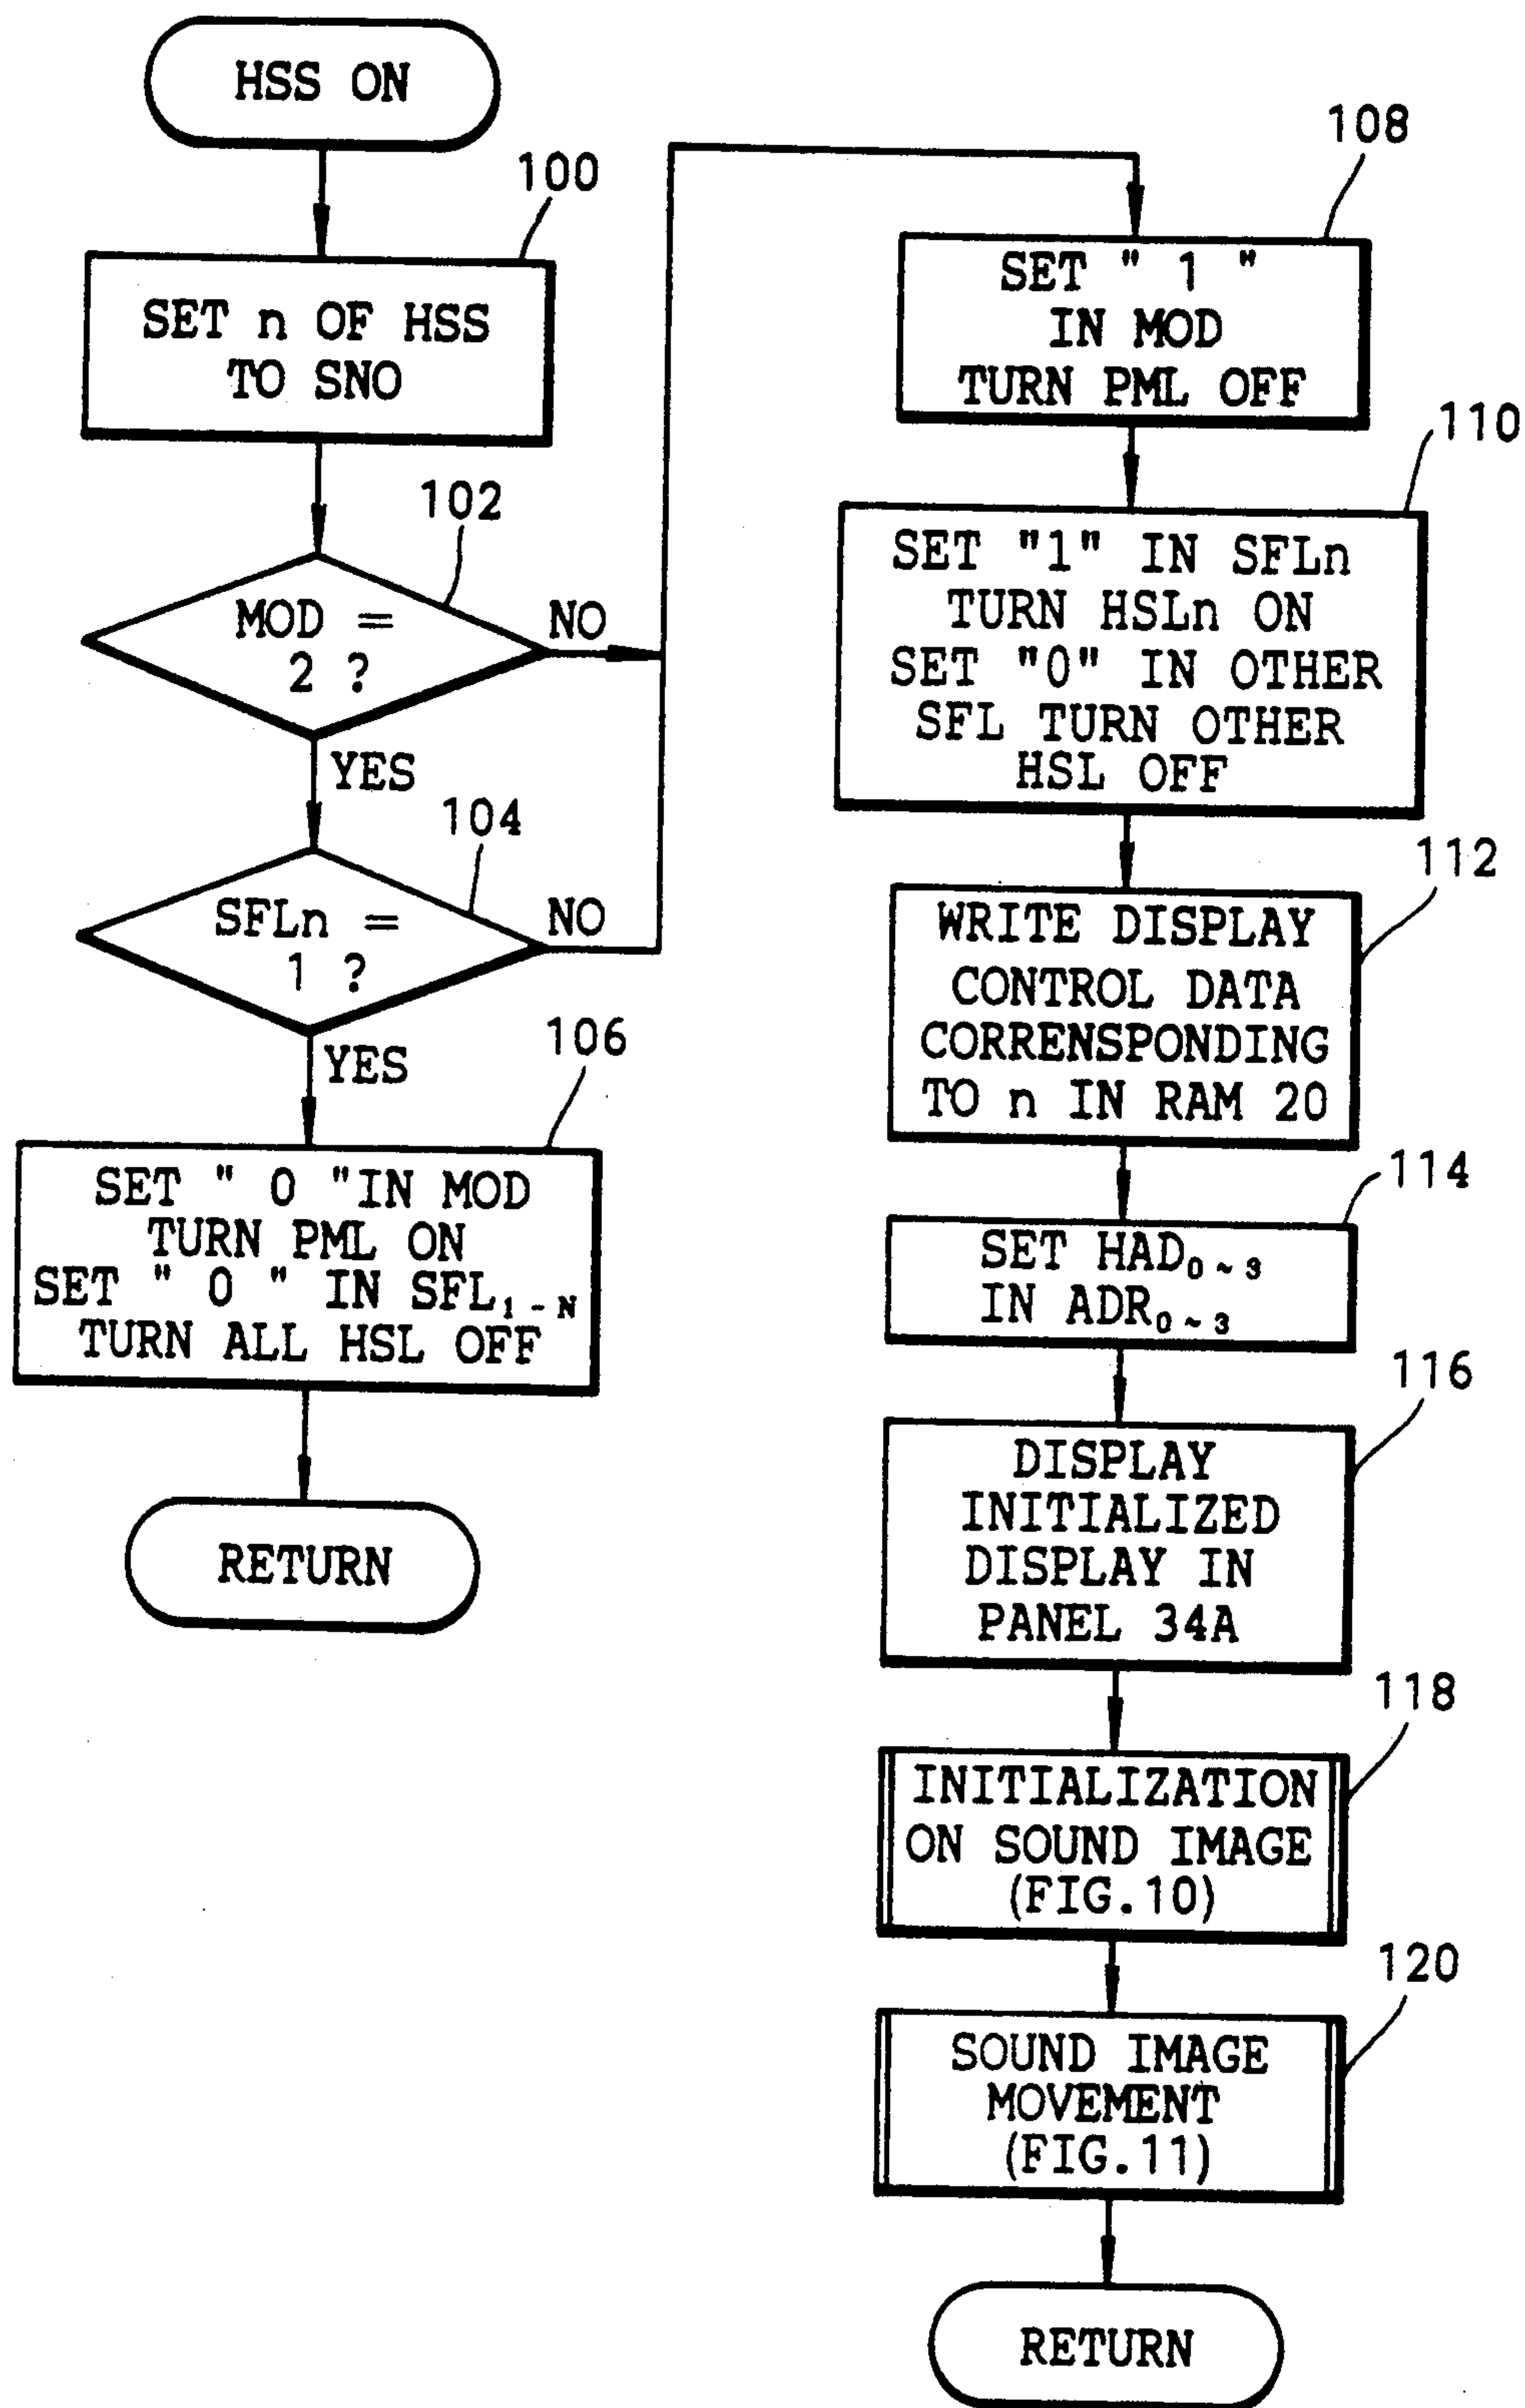 HSS ON
100
SET n OF HSS
TO SNO
102
MOD =
2 ?
NO
YES
104
SFLn =
1 ?
NO
YES
106
SET " 0 "IN MOD
TURN PML ON
SET " 0 " IN SFL₁₋N
TURN ALL HSL OFF
RETURN
108
SET " 1 "
IN MOD
TURN PML OFF
110
SET "1" IN SFLn
TURN HSLn ON
SET "0" IN OTHER
SFL TURN OTHER
HSL OFF
112
WRITE DISPLAY
CONTROL DATA
CORRENSPONDING
TO n IN RAM 20
114
SET HAD₀~₃
IN ADR₀~₃
116
DISPLAY
INITIALIZED
DISPLAY IN
PANEL 34A
118
INITIALIZATION
ON SOUND IMAGE
(FIG.10)
120
SOUND IMAGE
MOVEMENT
(FIG.11)
RETURN